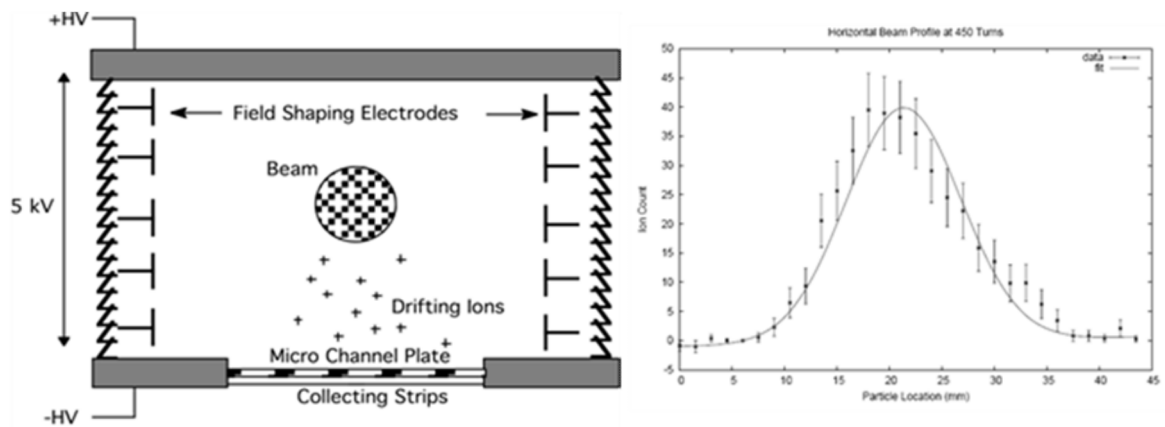 +HV
Field Shaping Electrodes
Beam
5 kV
Drifting Ions
Micro Channel Plate
Collecting Strips
-HV
Horizontal Beam Profile at 450 Turns
data
fit
50
45
40
35
30
25
20
15
10
5
0
-5
Ion Count
0 5 10 15 20 25 30 35 40 45
Particle Location (mm)